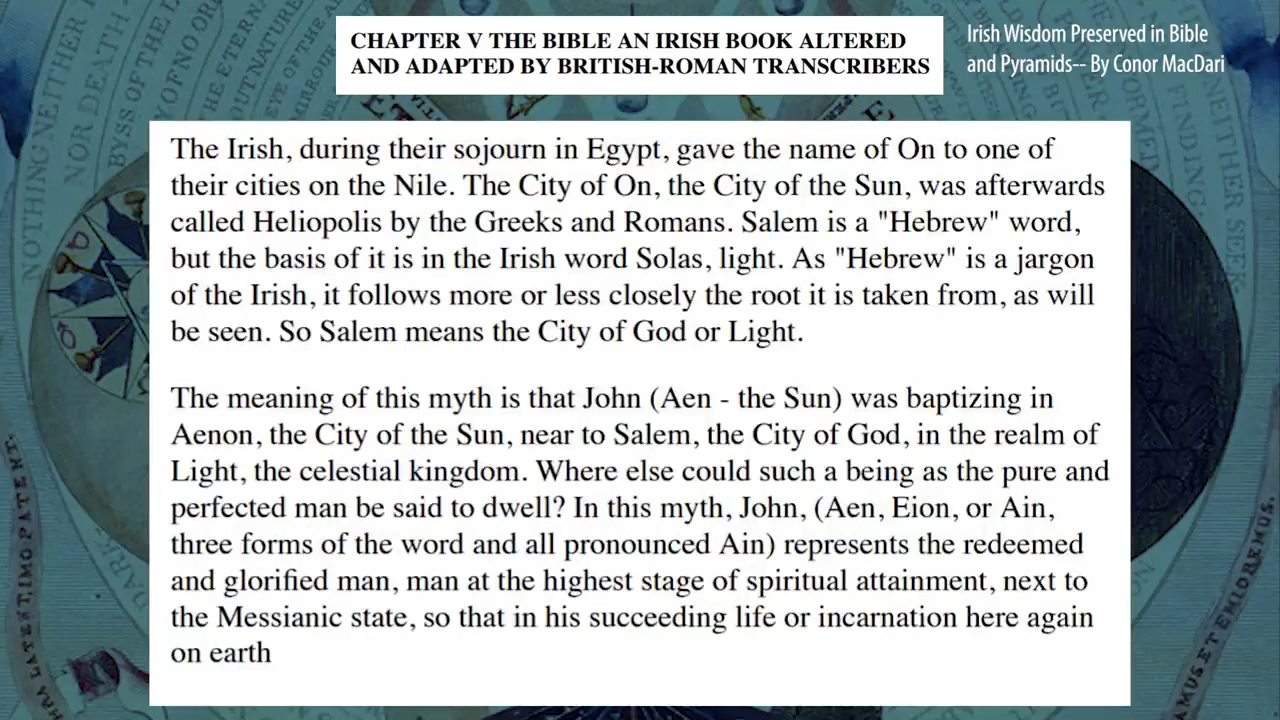 CHAPTER V THE BIBLE AN IRISH BOOK ALTERED
AND ADAPTED BY BRITISH-ROMAN TRANSCRIBERS
Irish Wisdom Preserved in Bible
and Pyramids-- By Conor MacDari
The Irish, during their sojourn in Egypt, gave the name of On to one of
their cities on the Nile. The City of On, the City of the Sun, was afterwards
called Heliopolis by the Greeks and Romans. Salem is a "Hebrew" word,
but the basis of it is in the Irish word Solas, light. As "Hebrew" is a jargon
of the Irish, it follows more or less closely the root it is taken from, as will
be seen. So Salem means the City of God or Light.
The meaning of this myth is that John (Aen - the Sun) was baptizing in
Aenon, the City of the Sun, near to Salem, the City of God, in the realm of
Light, the celestial kingdom. Where else could such a being as the pure and
perfected man be said to dwell? In this myth, John, (Aen, Eion, or Ain,
three forms of the word and all pronounced Ain) represents the redeemed
and glorified man, man at the highest stage of spiritual attainment, next to
the Messianic state, so that in his succeeding life or incarnation here again
on earth
NOTHING NEITHER
NOR DEATH